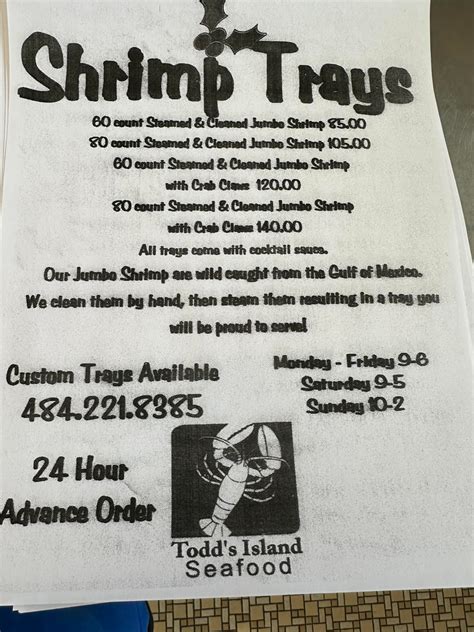 Shrimp Trays
60 count Steamed & Cleaned Jumbo Shrimp 85.00
80 count Steamed & Cleaned Jumbo Shrimp 105.00
60 count Steamed & Cleaned Jumbo Shrimp
with Crab Claws 120.00
80 count Steamed & Cleaned Jumbo Shrimp
with Crab Claws 140.00
All trays come with cocktail sauce.
Our Jumbo Shrimp are wild caught from the Gulf of Mexico.
We clean them by hand, then steam them resulting in a tray you
will be proud to serve!
Custom Trays Available
484.221.8385
Monday - Friday 9-6
Saturday 9-5
Sunday 10-2
24 Hour
Advance Order
Todd's Island
Seafood